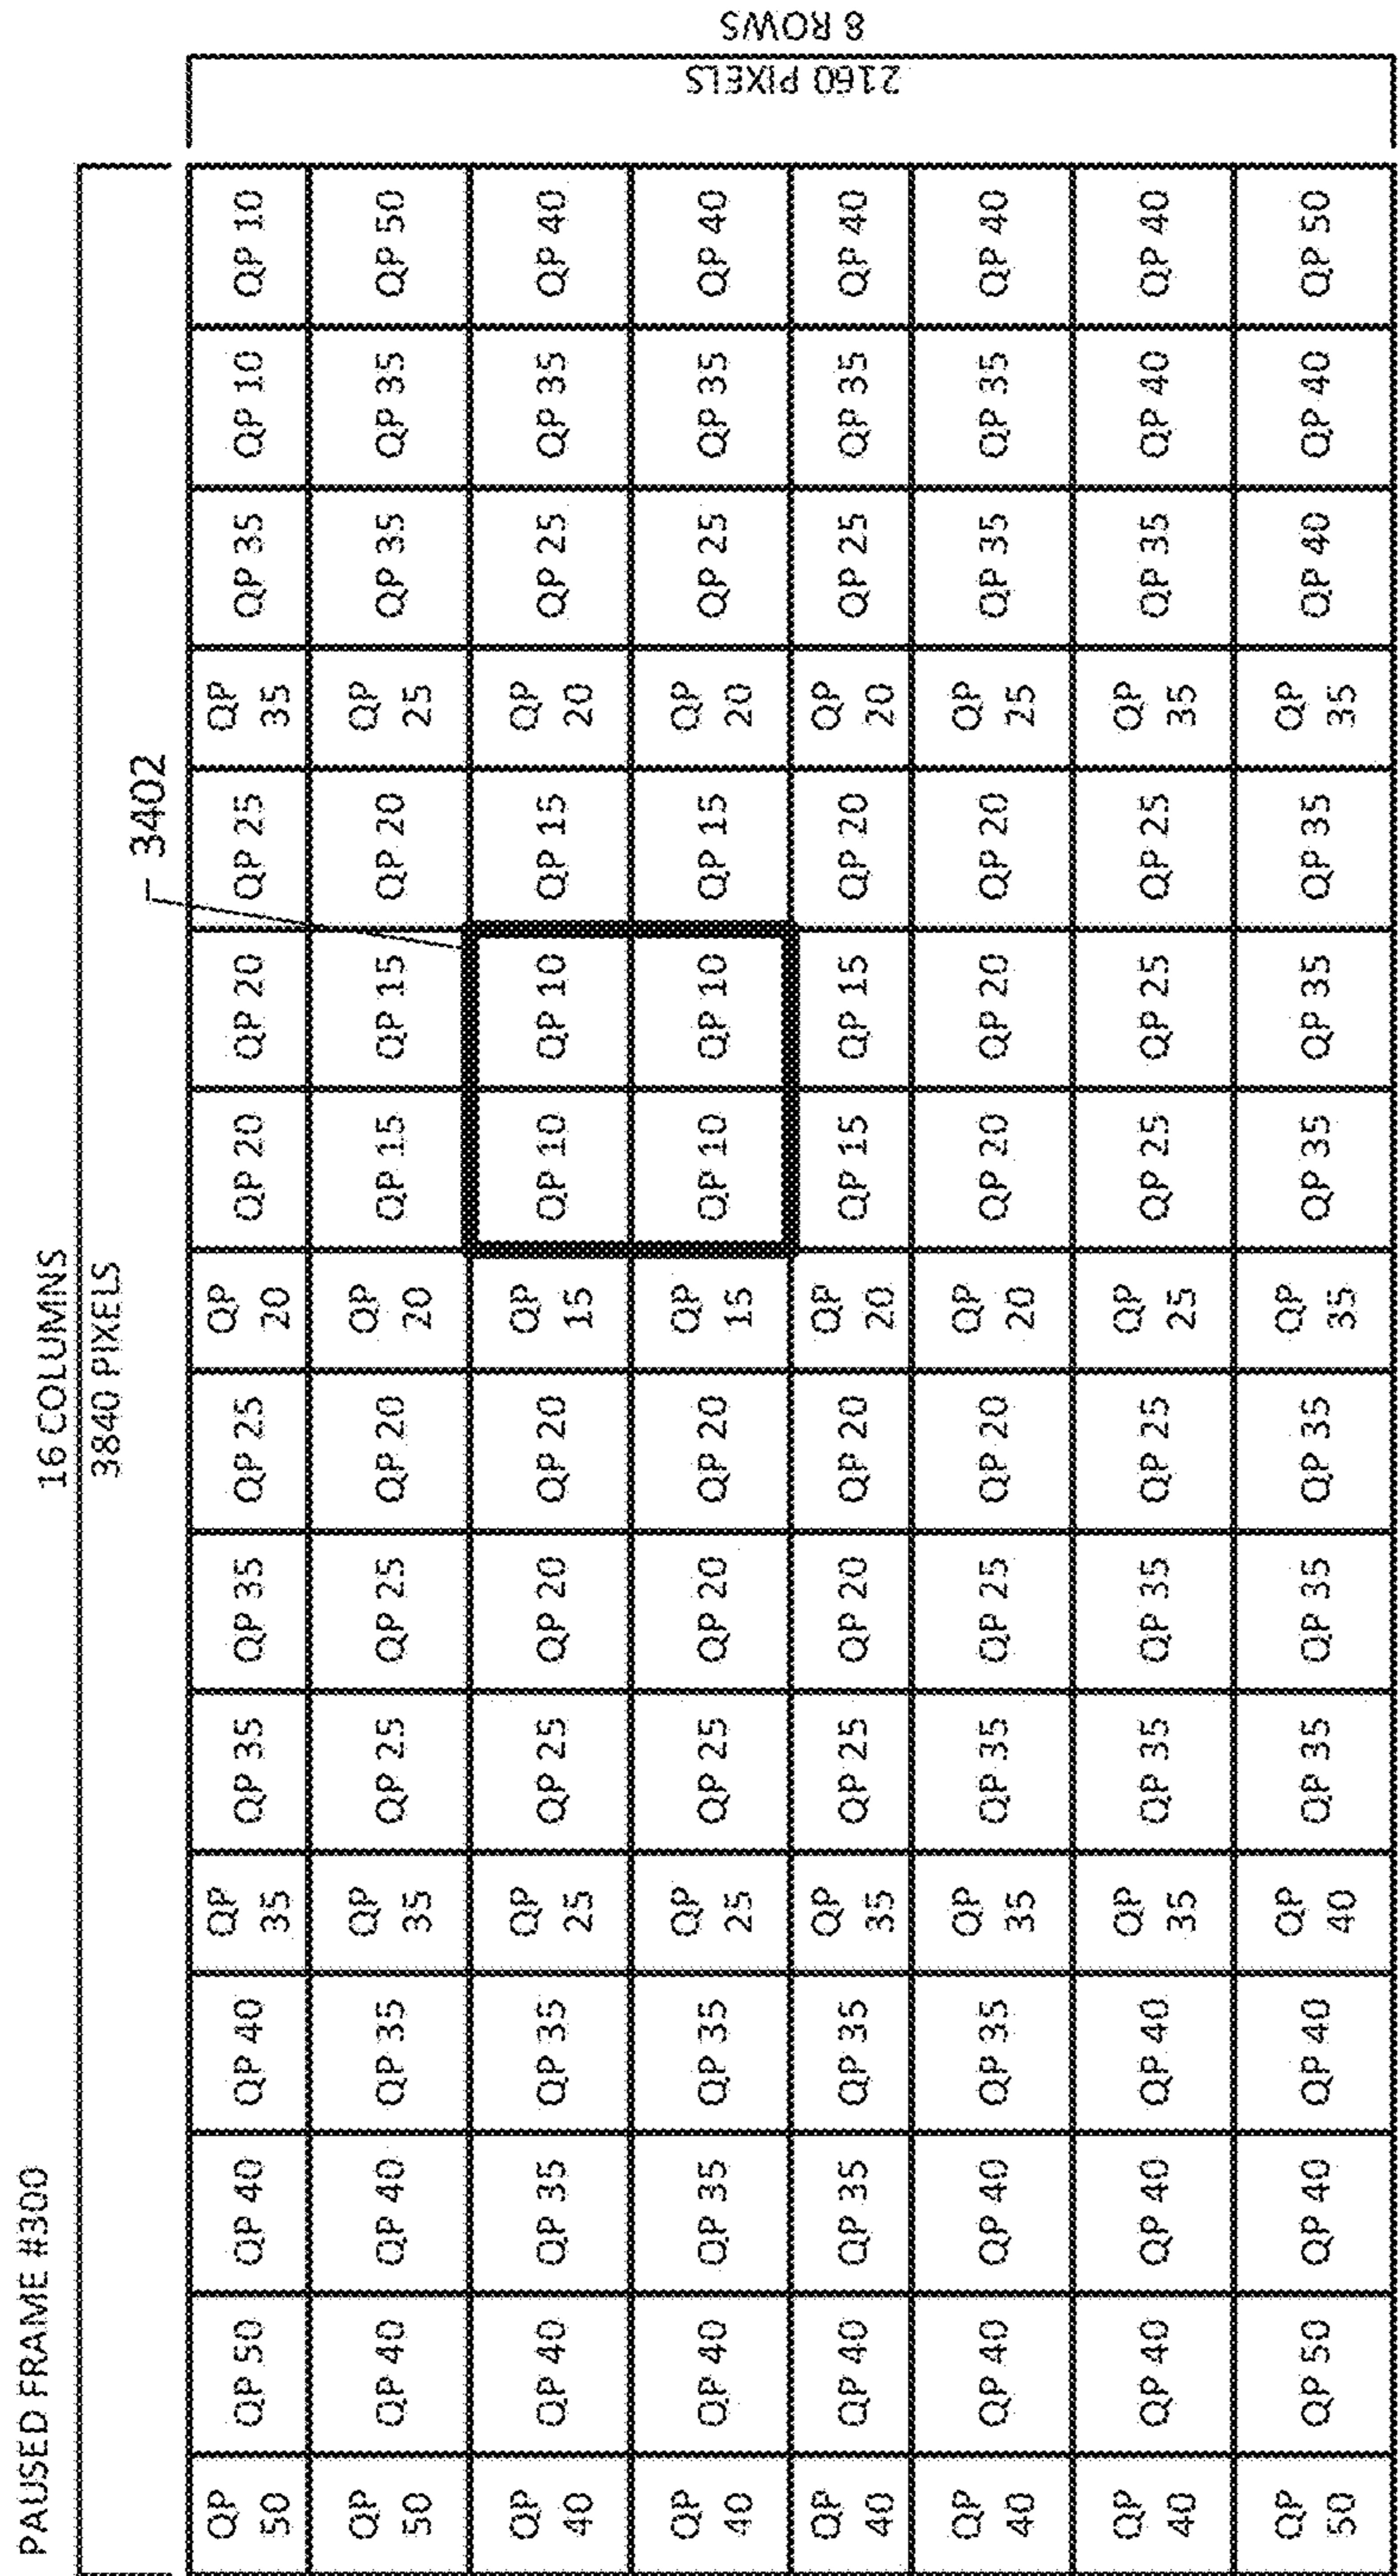 PAUSED FRAME #300
16 COLUMNS
3840 PIXELS
3402
QP 50 QP 50 QP 40 QP 40 QP 35 QP 35 QP 35 QP 25 QP 20 QP 20 QP 20 QP 25 QP 35 QP 35 QP 10 QP 10
QP 50 QP 40 QP 40 QP 35 QP 35 QP 25 QP 25 QP 20 QP 20 QP 15 QP 15 QP 20 QP 25 QP 35 QP 35 QP 50
QP 40 QP 40 QP 35 QP 35 QP 25 QP 25 QP 20 QP 20 QP 15 QP 10 QP 10 QP 15 QP 20 QP 25 QP 35 QP 40
QP 40 QP 40 QP 35 QP 35 QP 25 QP 25 QP 20 QP 20 QP 15 QP 10 QP 10 QP 15 QP 20 QP 25 QP 35 QP 40
QP 40 QP 40 QP 35 QP 35 QP 35 QP 25 QP 20 QP 20 QP 20 QP 15 QP 15 QP 20 QP 20 QP 25 QP 35 QP 40
QP 40 QP 40 QP 40 QP 35 QP 35 QP 35 QP 25 QP 20 QP 20 QP 20 QP 20 QP 20 QP 25 QP 35 QP 35 QP 40
QP 40 QP 40 QP 40 QP 40 QP 35 QP 35 QP 35 QP 25 QP 25 QP 25 QP 25 QP 25 QP 35 QP 35 QP 40 QP 40
QP 50 QP 50 QP 40 QP 40 QP 40 QP 35 QP 35 QP 35 QP 35 QP 35 QP 35 QP 35 QP 35 QP 40 QP 40 QP 50
2160 PIXELS
8 ROWS